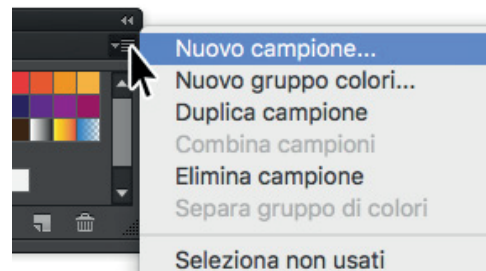 Nuovo campione...
Nuovo gruppo colori...
Duplica campione
Combina campioni
Elimina campione
Separa gruppo di colori
Seleziona non usati